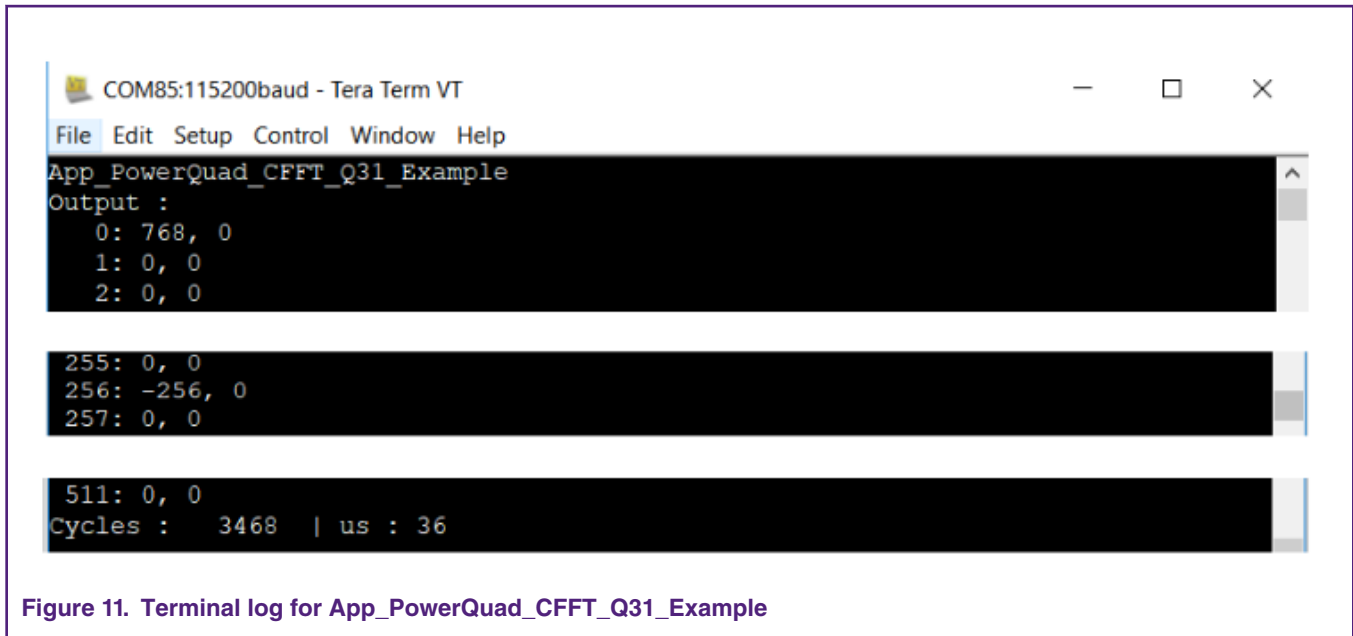 COM85:115200baud - Tera Term VT
File Edit Setup Control Window Help
App_PowerQuad_CFFT_Q31_Example
Output :
0: 768, 0
1: 0, 0
2: 0, 0
255: 0, 0
256: -256, 0
257: 0, 0
511: 0, 0
Cycles : 3468 | us : 36
Figure 11. Terminal log for App_PowerQuad_CFFT_Q31_Example